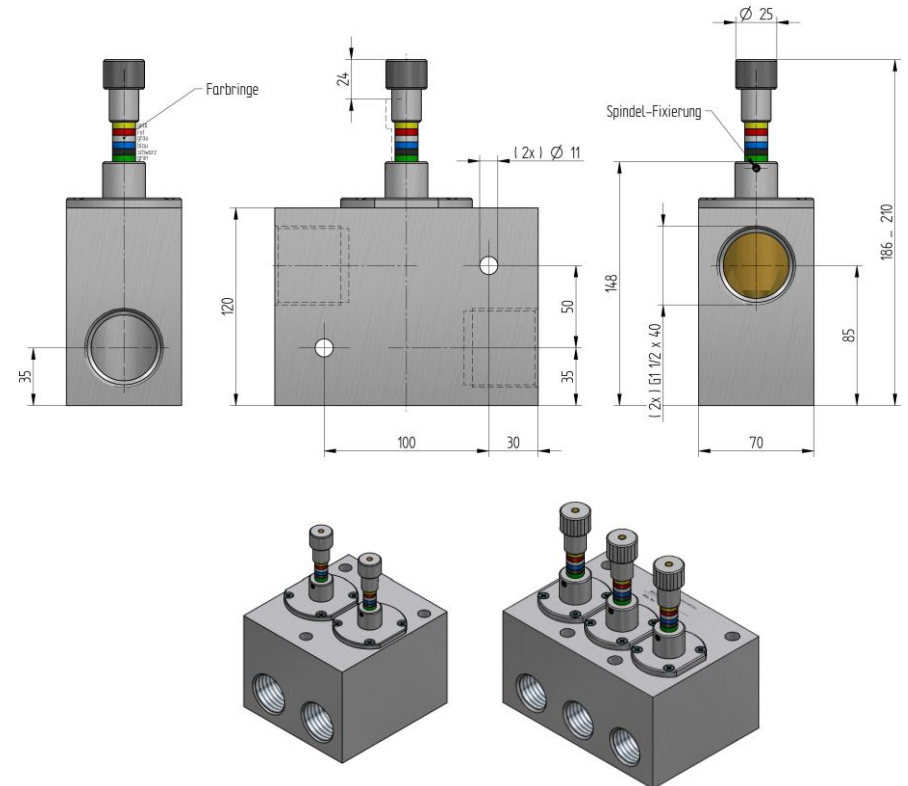 Farbringe
gelb
rot
grau
blau
schwarz
grün
35
24
( 2x ) Ø 11
120
50
35
100
30
Ø 25
Spindel-Fixierung
148
( 2x ) G1 1/2 x 40
85
186 - 210
70